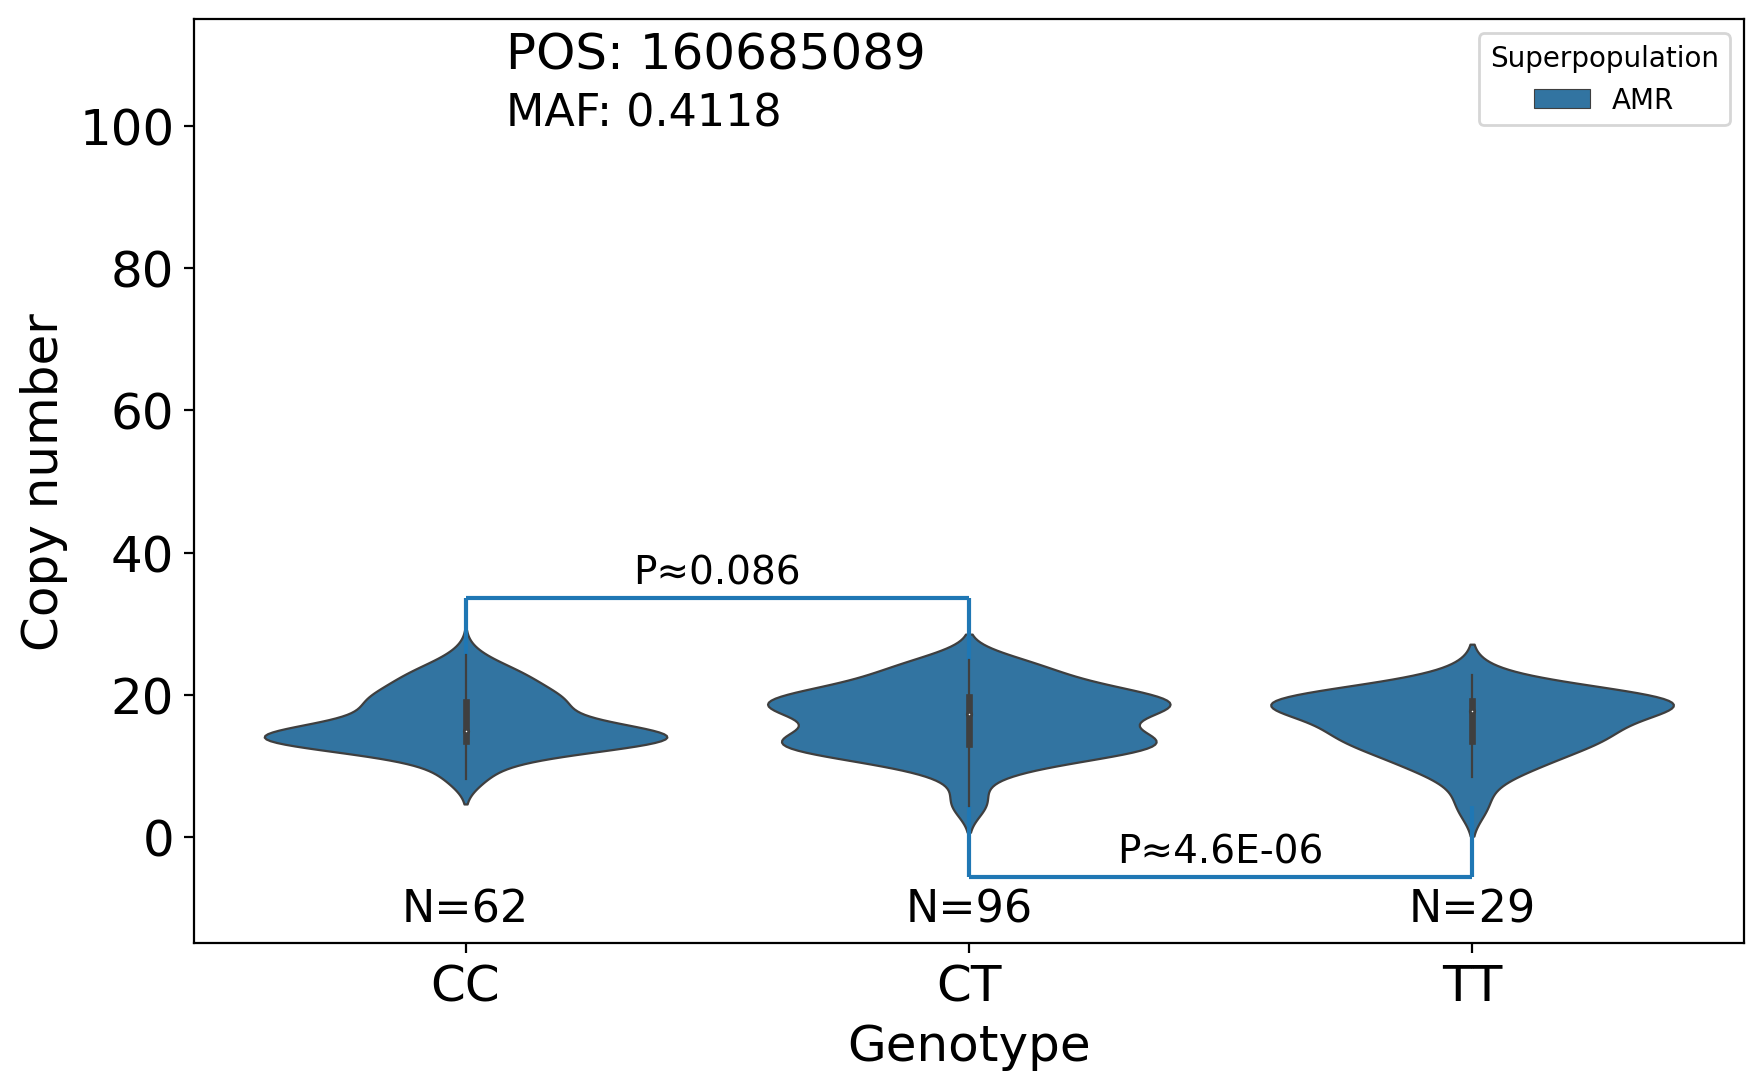 POS: 160685089
MAF: 0.4118
Superpopulation
AMR
Copy number
100
80
60
40
20
0
P≈0.086
P≈4.6E-06
N=62
N=96
N=29
CC
CT
TT
Genotype